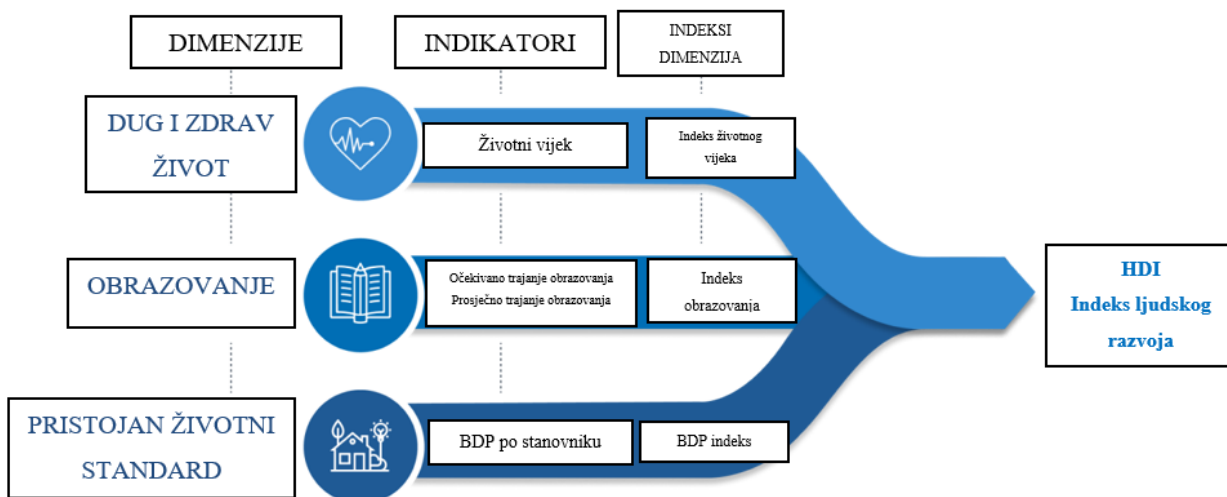 DIMENZIJE
INDIKATORI
INDEKSI
DIMENZIJA
DUG I ZDRAV
ŽIVOT
Životni vijek
Indeks životnog
vijeka
OBRAZOVANJE
Očekivano trajanje obrazovanja
Prosječno trajanje obrazovanja
Indeks
obrazovanja
PRISTOJAN ŽIVOTNI
STANDARD
BDP po stanovniku
BDP indeks
HDI
Indeks ljudskog
razvoja